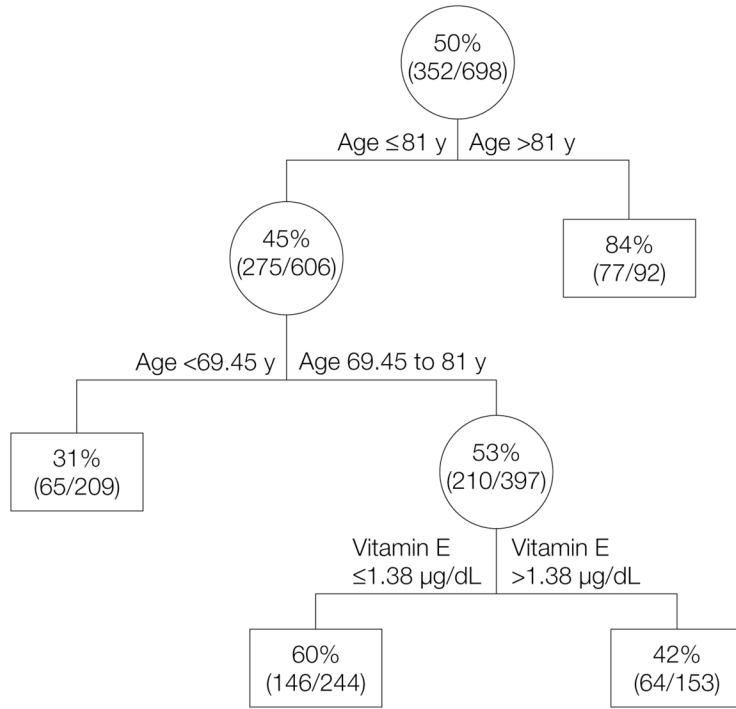 50%
(352/698)
Age ≤81 y
Age >81 y
45%
(275/606)
84%
(77/92)
Age <69.45 y
Age 69.45 to 81 y
31%
(65/209)
53%
(210/397)
Vitamin E
≤1.38 µg/dL
Vitamin E
>1.38 µg/dL
60%
(146/244)
42%
(64/153)